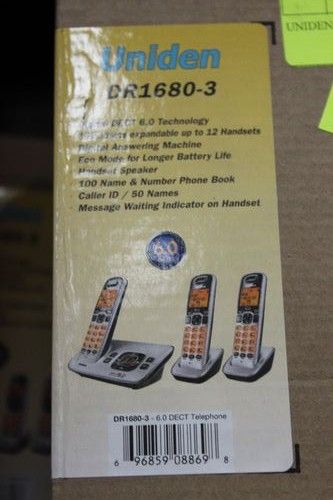 UNIDEN
Uniden
DR1680-3
DECT 6.0 Technology
expandable up to 12 Handsets
Digital Answering Machine
Eco Mode for Longer Battery Life
Handset Speaker
100 Name & Number Phone Book
Caller ID / 50 Names
Message Waiting Indicator on Handset
6.0
DR1680-3 - 6.0 DECT Telephone
6 96859 08869 8